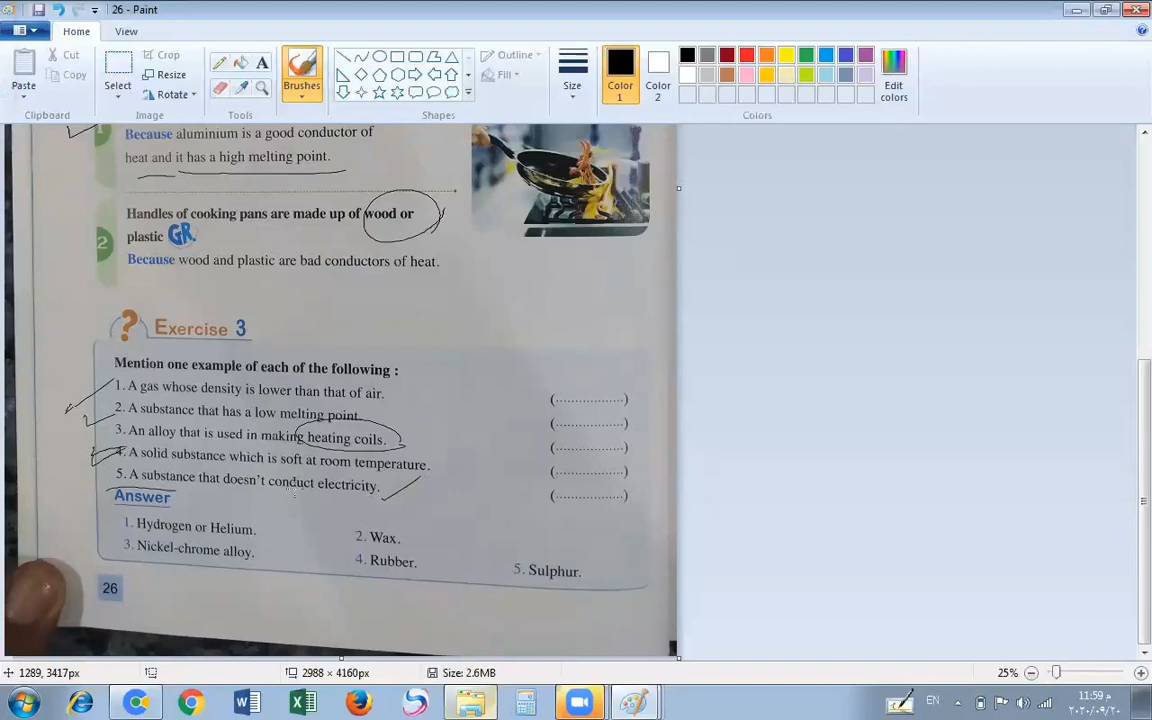 26 - Paint
Home View
Paste
Cut
Copy
Clipboard
Select
Crop
Resize
Rotate
Image
Tools
Brushes
Shapes
Outline
Fill
Size
Color 1
Color 2
Edit colors
Colors
1
Because aluminium is a good conductor of
heat and it has a high melting point.
Handles of cooking pans are made up of wood or
2
plastic GR.
Because wood and plastic are bad conductors of heat.
? Exercise 3
Mention one example of each of the following :
1. A gas whose density is lower than that of air. (................)
2. A substance that has a low melting point. (................)
3. An alloy that is used in making heating coils. (................)
4. A solid substance which is soft at room temperature. (................)
5. A substance that doesn't conduct electricity. (................)
Answer
1. Hydrogen or Helium. 2. Wax.
3. Nickel-chrome alloy. 4. Rubber. 5. Sulphur.
26
1289, 3417px 2988 × 4160px Size: 2.6MB 25%
EN 11:59 م
٢٠٢٠/٠٩/٢٠